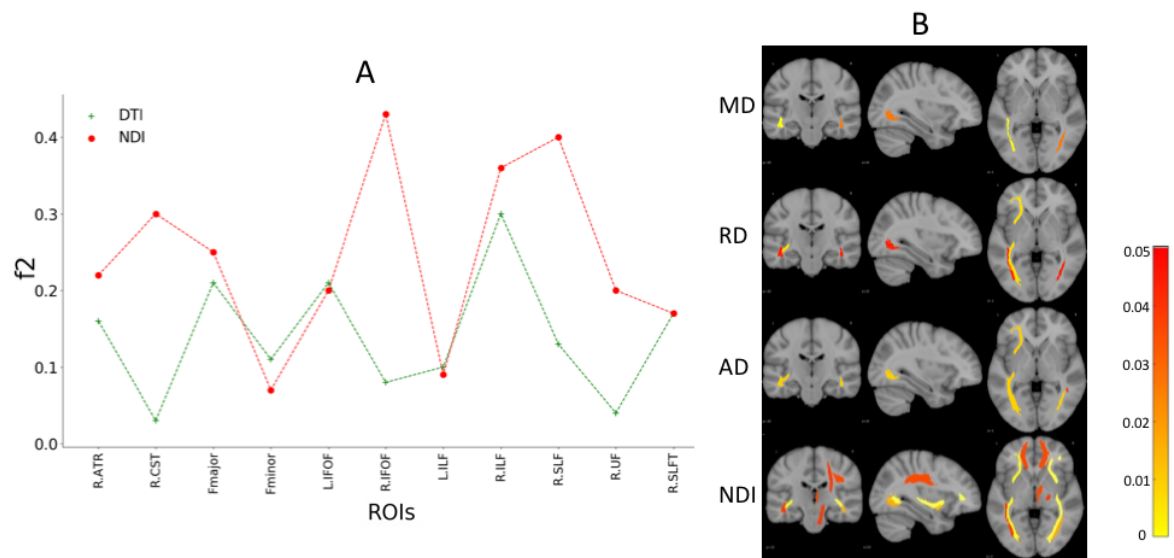 A
B
DTI
NDI
f2
0.4
0.3
0.2
0.1
0.0
R.ATR
R.CST
Fmajor
Fminor
L.IFOF
R.IFOF
L.ILF
R.ILF
R.SLF
R.UF
R.SLFT
ROIs
MD
RD
AD
NDI
0.05
0.04
0.03
0.02
0.01
0